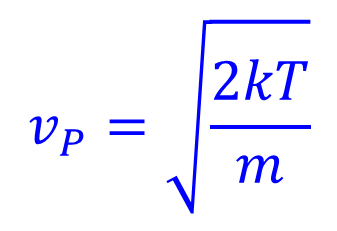 v_P = √(2kT/m)